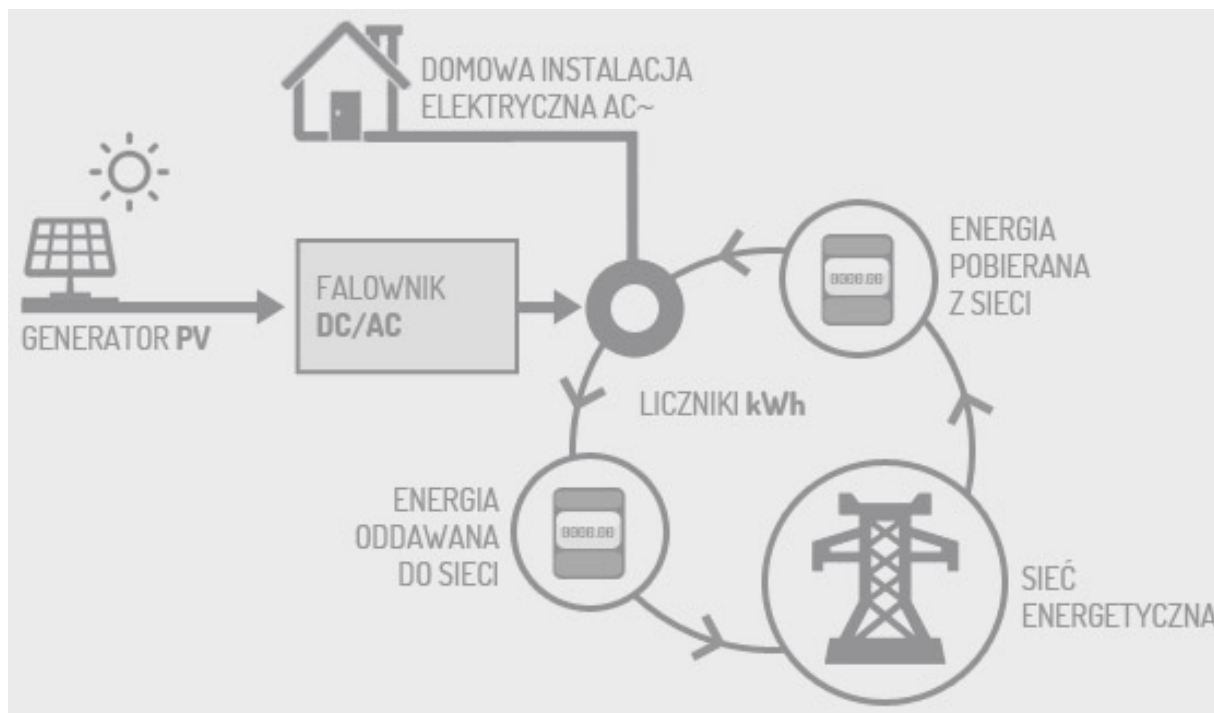 DOMOWA INSTALACJA
ELEKTRYCZNA AC~
GENERATOR PV
FALOWNIK
DC/AC
ENERGIA
POBIERANA
Z SIECI
LICZNIKI kWh
ENERGIA
ODDAWANA
DO SIECI
SIEĆ
ENERGETYCZNA